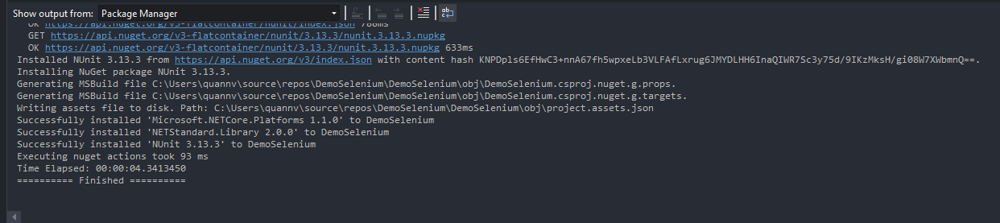 Show output from: Package Manager
OK https://api.nuget.org/v3-flatcontainer/nunit/index.json 788ms
GET https://api.nuget.org/v3-flatcontainer/nunit/3.13.3/nunit.3.13.3.nupkg
OK https://api.nuget.org/v3-flatcontainer/nunit/3.13.3/nunit.3.13.3.nupkg 633ms
Installed NUnit 3.13.3 from https://api.nuget.org/v3/index.json with content hash KNPDpls6EfHwC3+nnA67fh5wpxeLb3VLFAfLxrug6JMYDLHH6InaQIWR7Sc3y75d/9IKzMksH/gi08W7XWbmnQ==.
Installing NuGet package NUnit 3.13.3.
Generating MSBuild file C:\Users\quannv\source\repos\DemoSelenium\DemoSelenium\obj\DemoSelenium.csproj.nuget.g.props.
Generating MSBuild file C:\Users\quannv\source\repos\DemoSelenium\DemoSelenium\obj\DemoSelenium.csproj.nuget.g.targets.
Writing assets file to disk. Path: C:\Users\quannv\source\repos\DemoSelenium\DemoSelenium\obj\project.assets.json
Successfully installed 'Microsoft.NETCore.Platforms 1.1.0' to DemoSelenium
Successfully installed 'NETStandard.Library 2.0.0' to DemoSelenium
Successfully installed 'NUnit 3.13.3' to DemoSelenium
Executing nuget actions took 93 ms
Time Elapsed: 00:00:04.3413450
========== Finished ==========